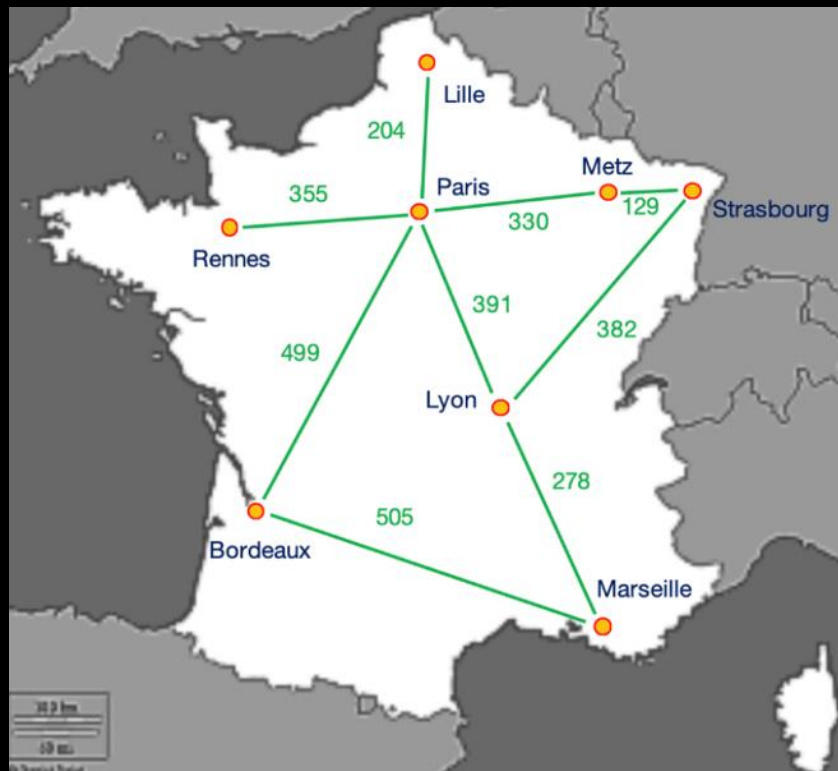 Lille
204
Metz
Paris
355
129
Strasbourg
330
Rennes
391
382
499
Lyon
278
505
Bordeaux
Marseille